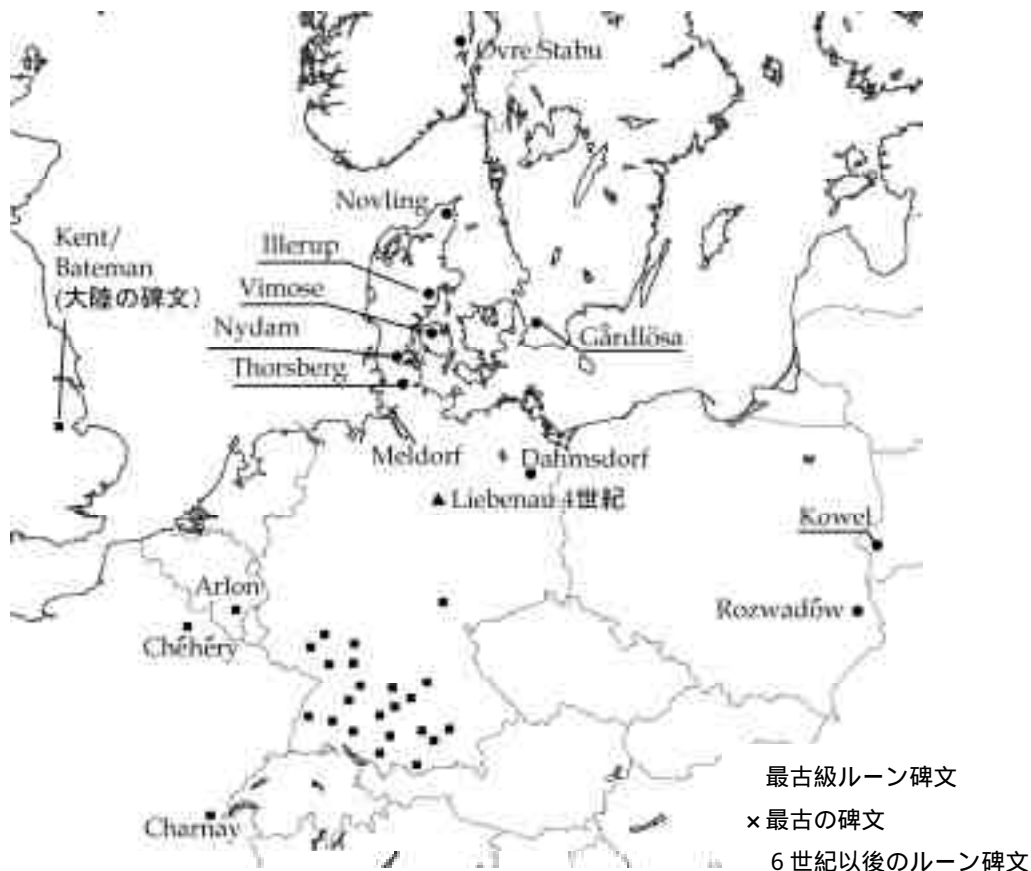 Øvre Stabu
Novling
Kent/
Bateman
(大陸の碑文)
Illerup
Vimose
Nydam
Gårdlösa
Thorsberg
Meldorf
Dahmsdorf
Liebenau 4世紀
Kowel
Arlon
Rozwadów
Chéhéry
最古級ルーン碑文
Charnay
×最古の碑文
6世紀以後のルーン碑文